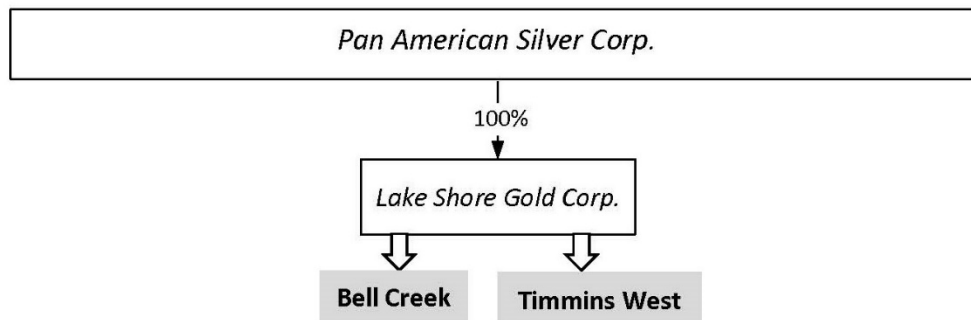 Pan American Silver Corp.
100%
Lake Shore Gold Corp.
Bell Creek
Timmins West